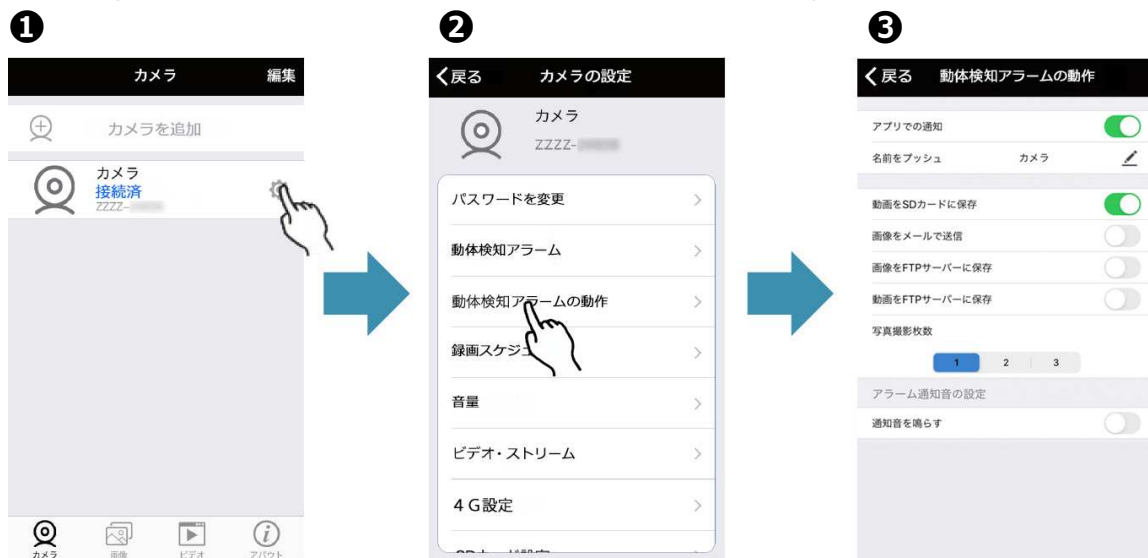 ❶
カメラ 編集
カメラを追加
カメラ
接続済
ZZZZ-
カメラ 画像 ビデオ アバウト
❷
戻る カメラの設定
カメラ
ZZZZ-
パスワードを変更
動体検知アラーム
動体検知アラームの動作
録画スケジュ
音量
ビデオ・ストリーム
4G設定
❸
戻る 動体検知アラームの動作
アプリでの通知
名前をプッシュ カメラ
動画をSDカードに保存
画像をメールで送信
画像をFTPサーバーに保存
動画をFTPサーバーに保存
写真撮影枚数
1 2 3
アラーム通知音の設定
通知音を鳴らす